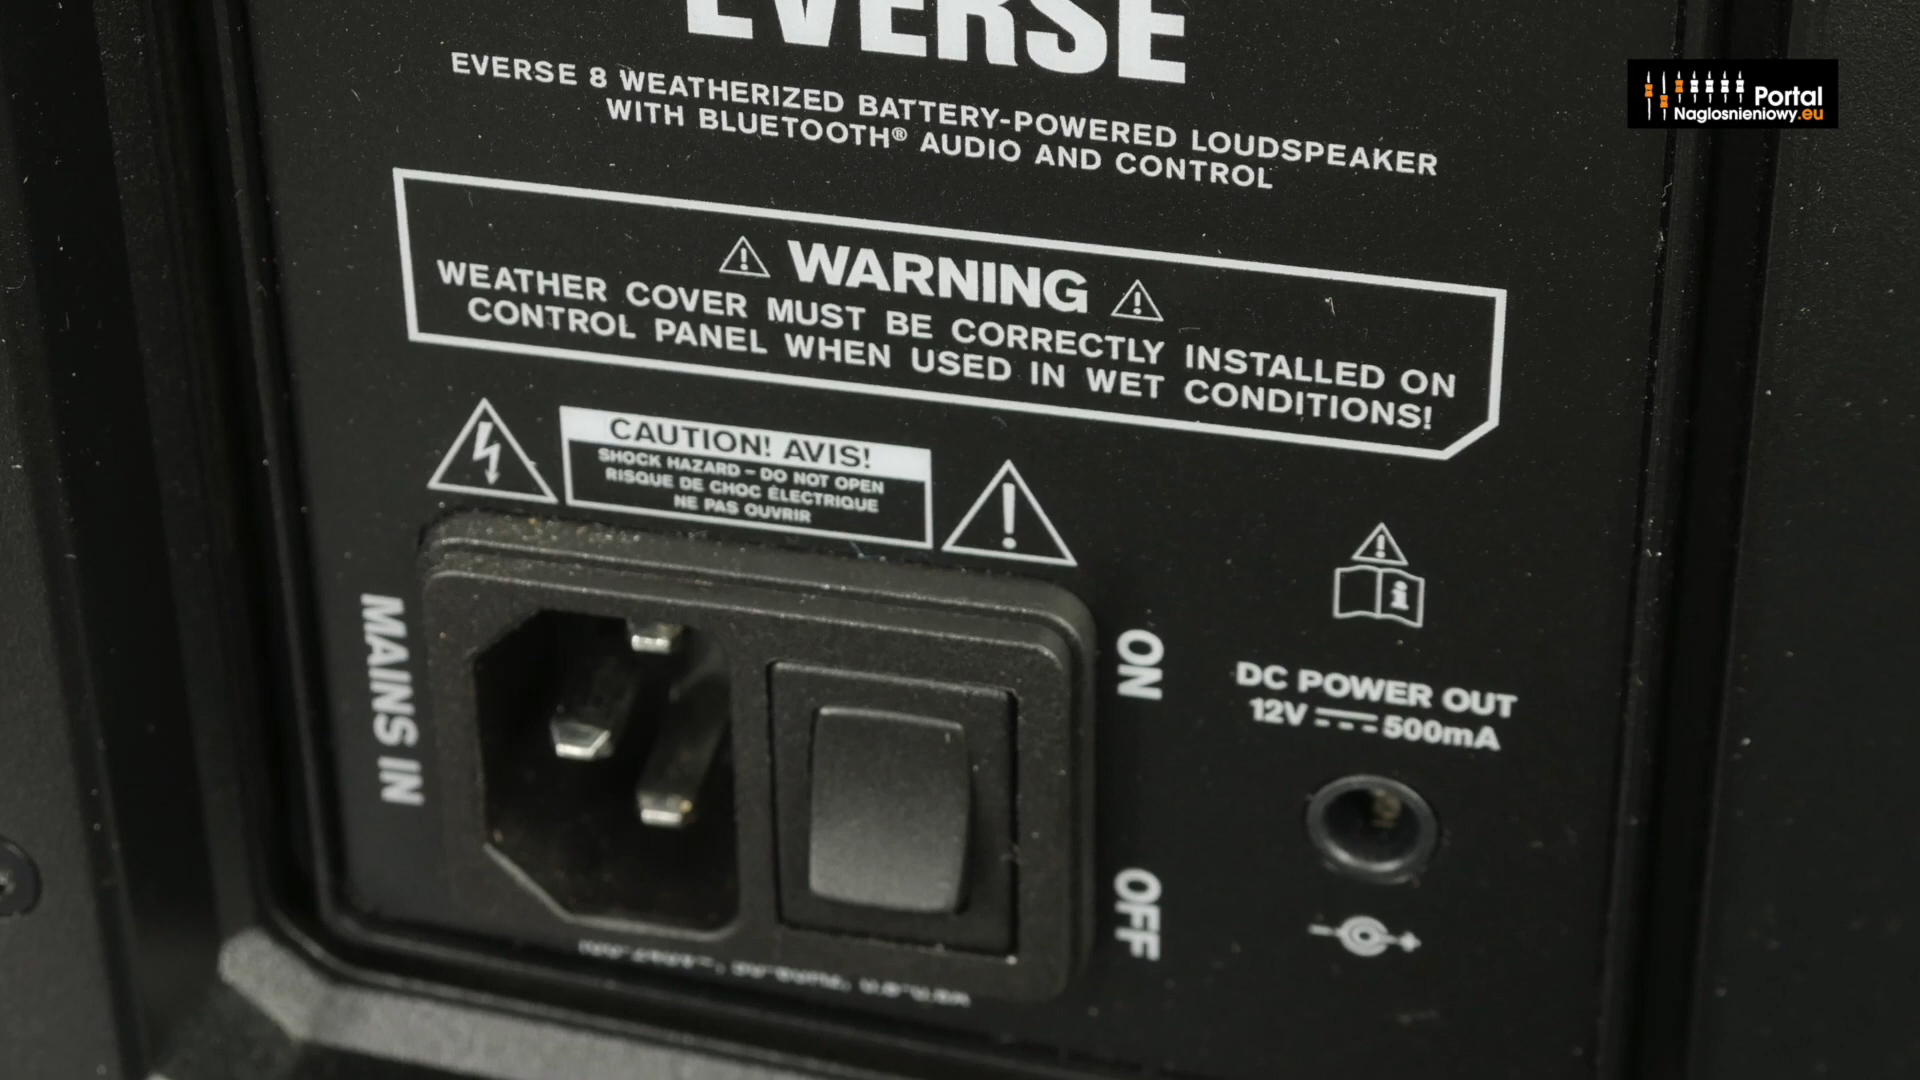 EVERSE
EVERSE 8 WEATHERIZED BATTERY-POWERED LOUDSPEAKER
WITH BLUETOOTH® AUDIO AND CONTROL
Portal
Naglosnieniowy.eu
WARNING
WEATHER COVER MUST BE CORRECTLY INSTALLED ON
CONTROL PANEL WHEN USED IN WET CONDITIONS!
CAUTION! AVIS!
SHOCK HAZARD – DO NOT OPEN
RISQUE DE CHOC ÉLECTRIQUE
NE PAS OUVRIR
MAINS IN
ON
OFF
DC POWER OUT
12V 500mA